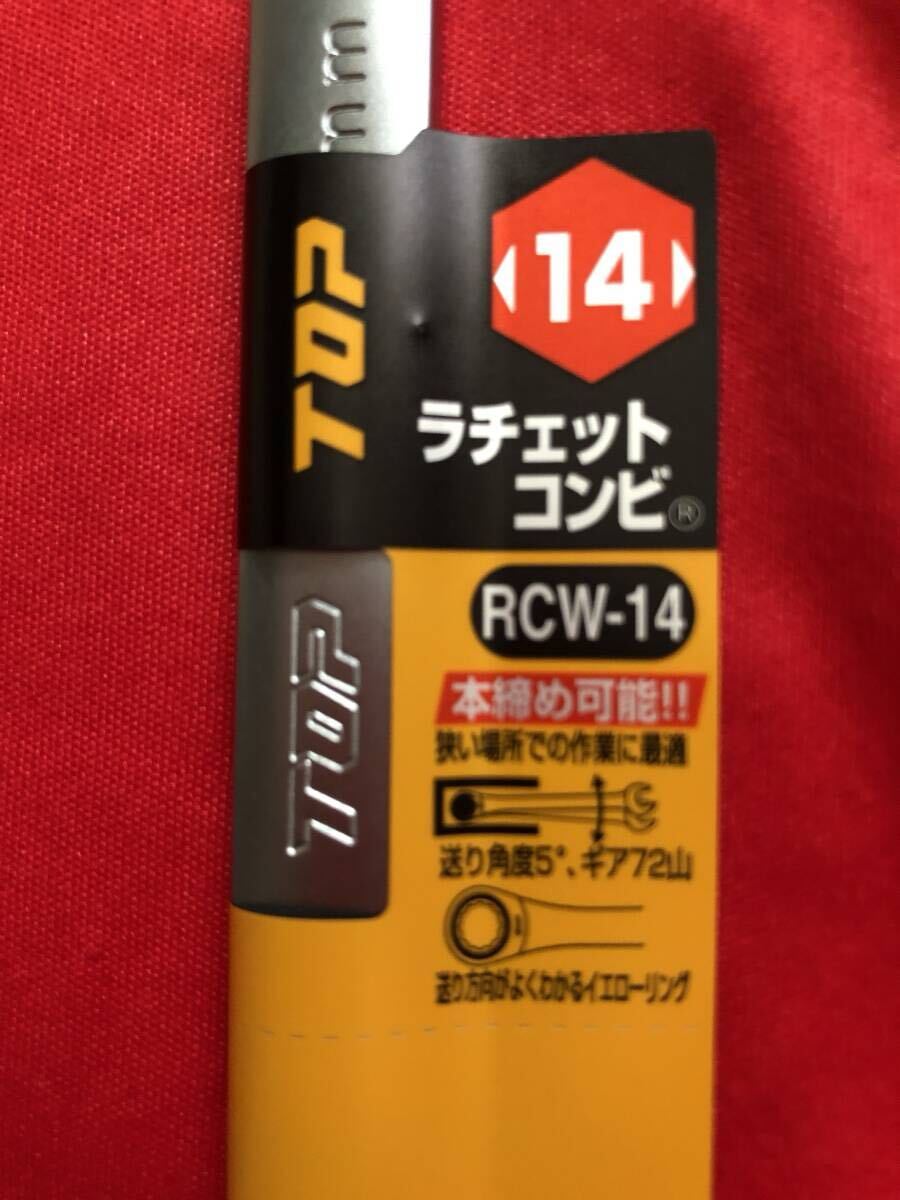 mm
TOP
14
ラチェット
コンビ®
TOP
RCW-14
本締め可能!!
狭い場所での作業に最適
送り角度5°、ギア72山
送り方向がよくわかるイエローリング